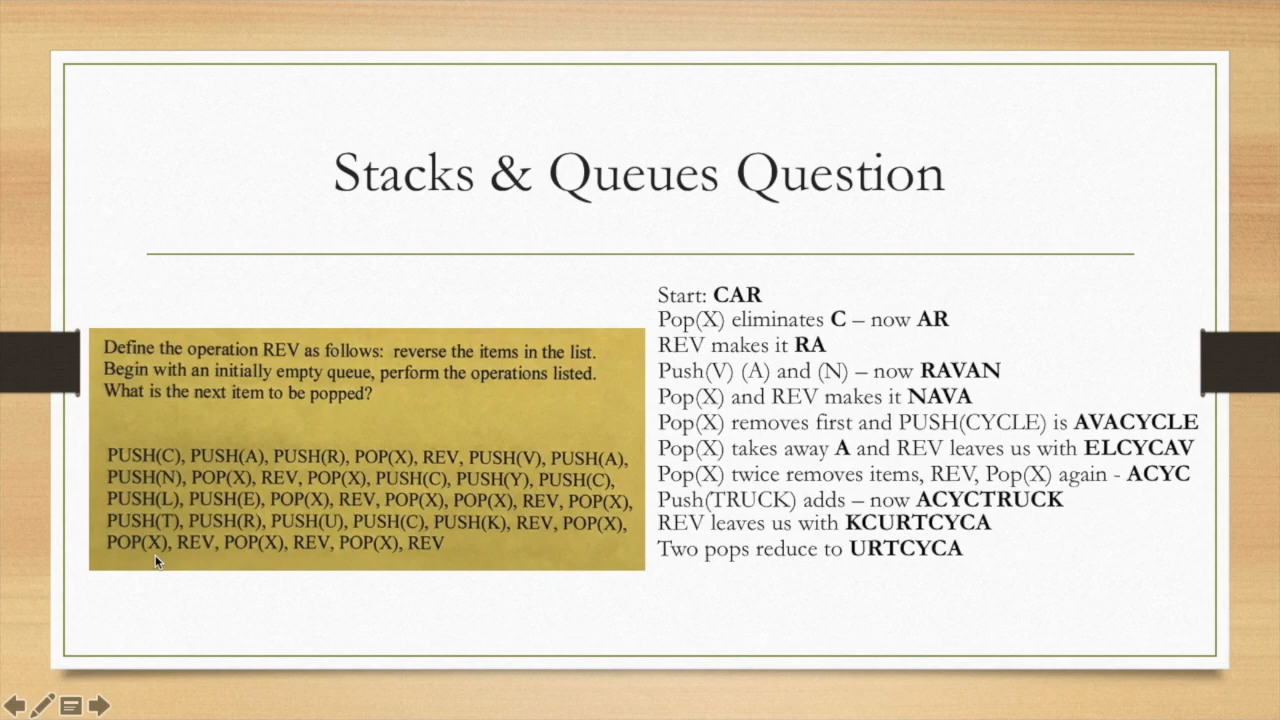 Stacks & Queues Question
Define the operation REV as follows: reverse the items in the list.
Begin with an initially empty queue, perform the operations listed.
What is the next item to be popped?
PUSH(C), PUSH(A), PUSH(R), POP(X), REV, PUSH(V), PUSH(A),
PUSH(N), POP(X), REV, POP(X), PUSH(C), PUSH(Y), PUSH(C),
PUSH(L), PUSH(E), POP(X), REV, POP(X), POP(X), REV, POP(X),
PUSH(T), PUSH(R), PUSH(U), PUSH(C), PUSH(K), REV, POP(X),
POP(X), REV, POP(X), REV, POP(X), REV
Start: CAR
Pop(X) eliminates C – now AR
REV makes it RA
Push(V) (A) and (N) – now RAVAN
Pop(X) and REV makes it NAVA
Pop(X) removes first and PUSH(CYCLE) is AVACYCLE
Pop(X) takes away A and REV leaves us with ELCYCAV
Pop(X) twice removes items, REV, Pop(X) again - ACYC
Push(TRUCK) adds – now ACYCTRUCK
REV leaves us with KCURTCYCA
Two pops reduce to URTCYCA